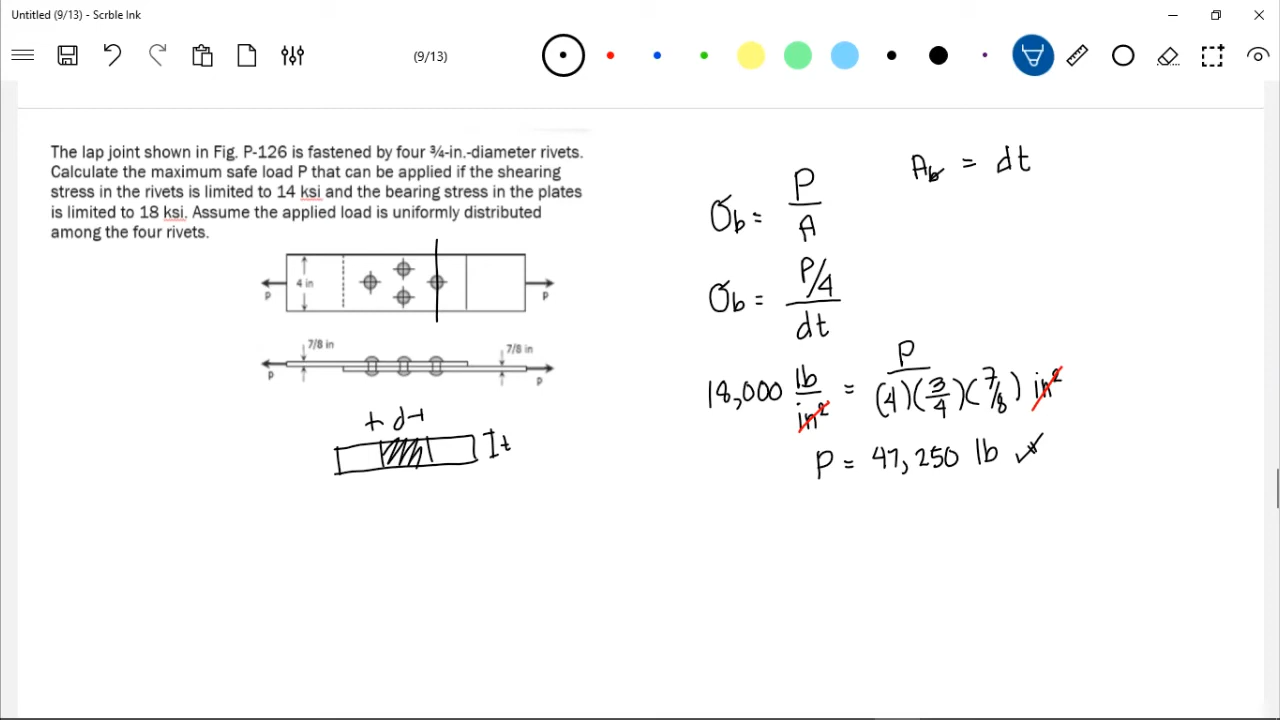 Untitled (9/13) - Scrble Ink
(9/13)
The lap joint shown in Fig. P-126 is fastened by four ¾-in.-diameter rivets.
Calculate the maximum safe load P that can be applied if the shearing
stress in the rivets is limited to 14 ksi and the bearing stress in the plates
is limited to 18 ksi. Assume the applied load is uniformly distributed
among the four rivets.
P
4 in
P
7/8 in
7/8 in
P
P
d
t
A_b = dt
σ_b = P/A
σ_b = (P/4)/(dt)
18,000 lb/in² = P/((4)(3/4)(7/8)) in²
P = 47,250 lb ✓